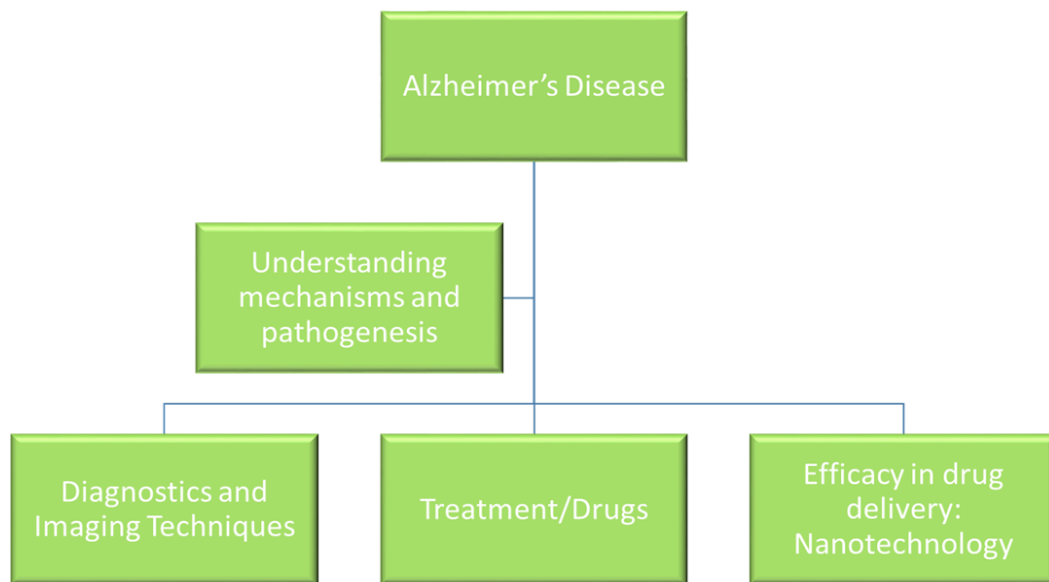 Alzheimer’s Disease
Understanding
mechanisms and
pathogenesis
Diagnostics and
Imaging Techniques
Treatment/Drugs
Efficacy in drug
delivery:
Nanotechnology